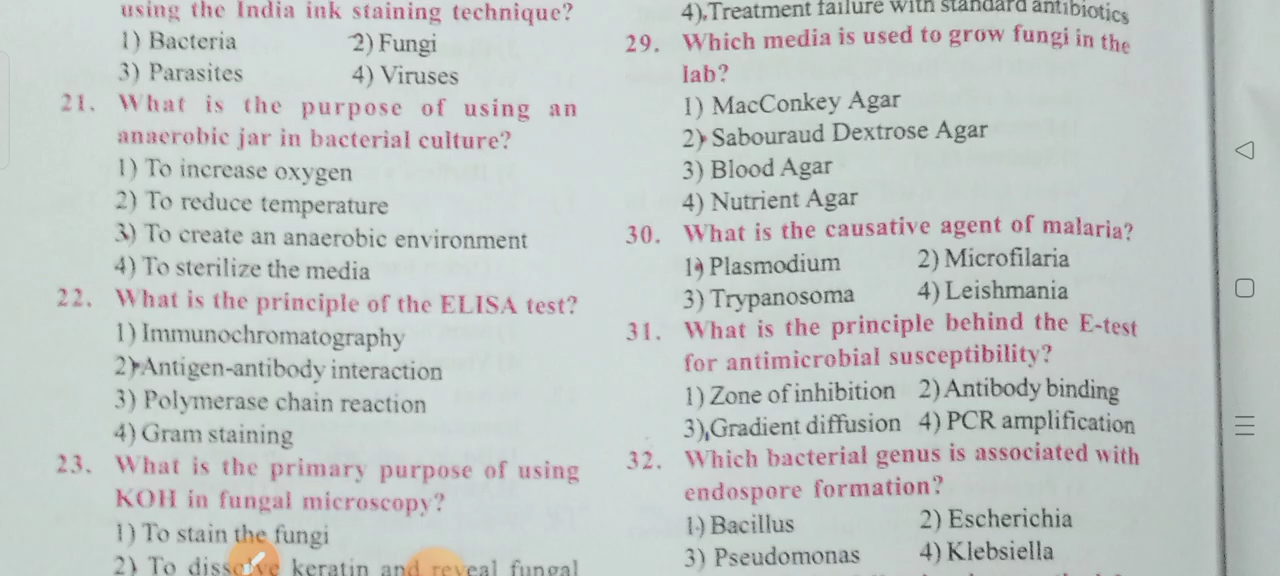 using the India ink staining technique?
1) Bacteria 2) Fungi
3) Parasites 4) Viruses
21. What is the purpose of using an
anaerobic jar in bacterial culture?
1) To increase oxygen
2) To reduce temperature
3) To create an anaerobic environment
4) To sterilize the media
22. What is the principle of the ELISA test?
1) Immunochromatography
2) Antigen-antibody interaction
3) Polymerase chain reaction
4) Gram staining
23. What is the primary purpose of using
KOH in fungal microscopy?
1) To stain the fungi
2) To dissolve keratin and reveal fungal
4) Treatment failure with standard antibiotics
29. Which media is used to grow fungi in the
lab?
1) MacConkey Agar
2) Sabouraud Dextrose Agar
3) Blood Agar
4) Nutrient Agar
30. What is the causative agent of malaria?
1) Plasmodium 2) Microfilaria
3) Trypanosoma 4) Leishmania
31. What is the principle behind the E-test
for antimicrobial susceptibility?
1) Zone of inhibition 2) Antibody binding
3) Gradient diffusion 4) PCR amplification
32. Which bacterial genus is associated with
endospore formation?
1) Bacillus 2) Escherichia
3) Pseudomonas 4) Klebsiella